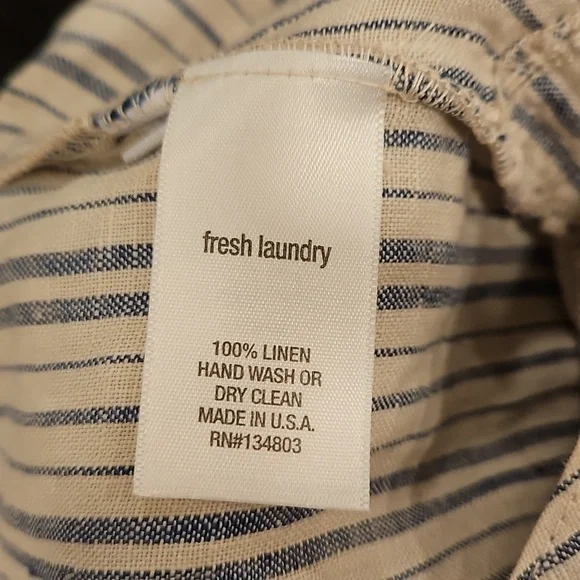 fresh laundry
100% LINEN
HAND WASH OR
DRY CLEAN
MADE IN U.S.A.
RN#134803